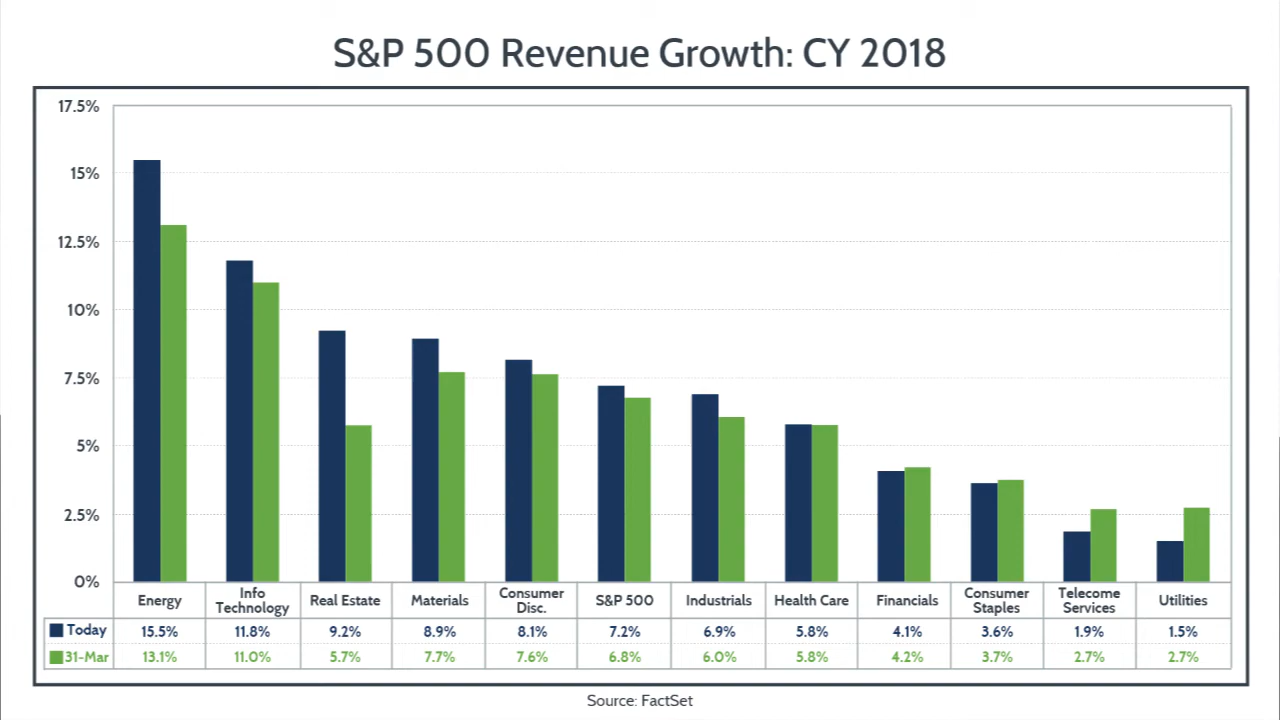 S&P 500 Revenue Growth: CY 2018
17.5%
15%
12.5%
10%
7.5%
5%
2.5%
0%
Energy
Info
Technology
Real Estate
Materials
Consumer
Disc.
S&P 500
Industrials
Health Care
Financials
Consumer
Staples
Telecome
Services
Utilities
Today 15.5% 11.8% 9.2% 8.9% 8.1% 7.2% 6.9% 5.8% 4.1% 3.6% 1.9% 1.5%
31-Mar 13.1% 11.0% 5.7% 7.7% 7.6% 6.8% 6.0% 5.8% 4.2% 3.7% 2.7% 2.7%
Source: FactSet